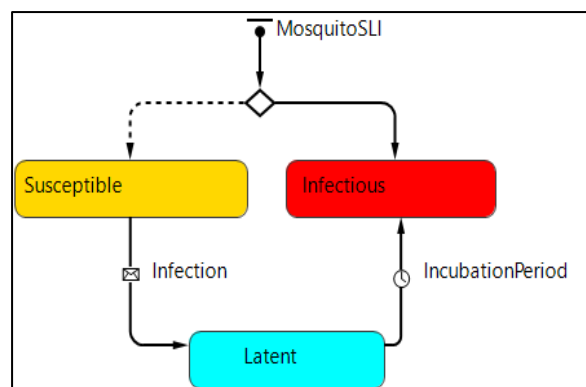 MosquitoSLI
Susceptible
Infectious
Infection
IncubationPeriod
Latent